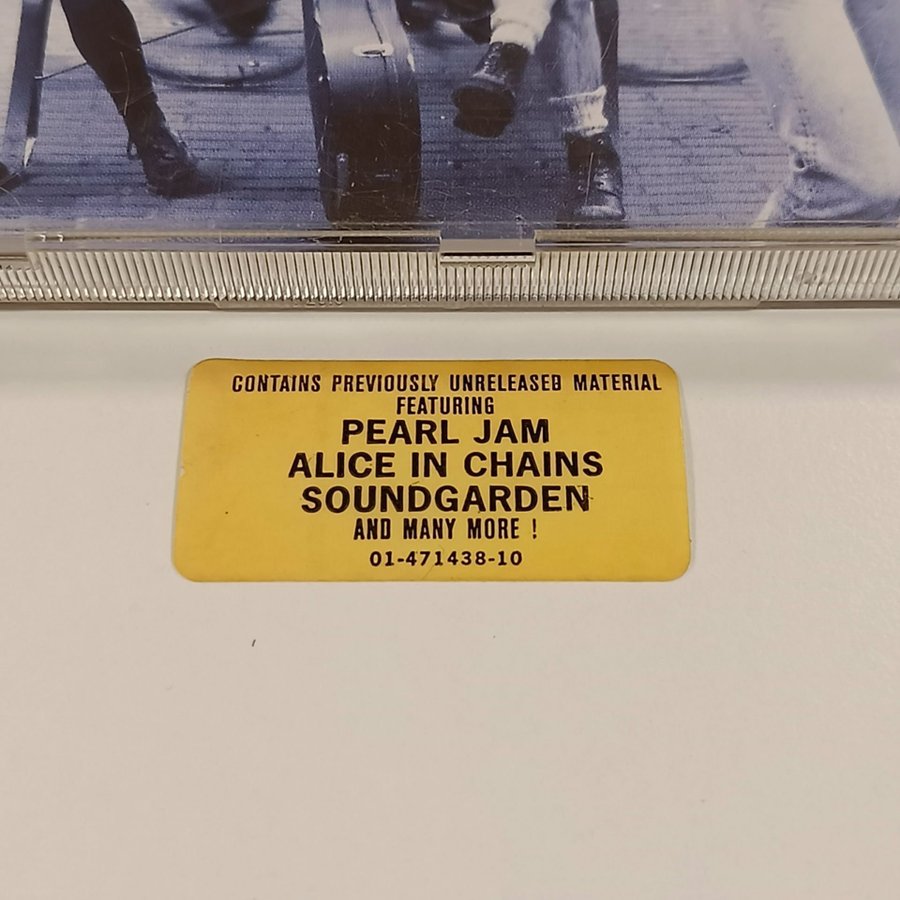 CONTAINS PREVIOUSLY UNRELEASED MATERIAL
FEATURING
PEARL JAM
ALICE IN CHAINS
SOUNDGARDEN
AND MANY MORE !
01-471438-10